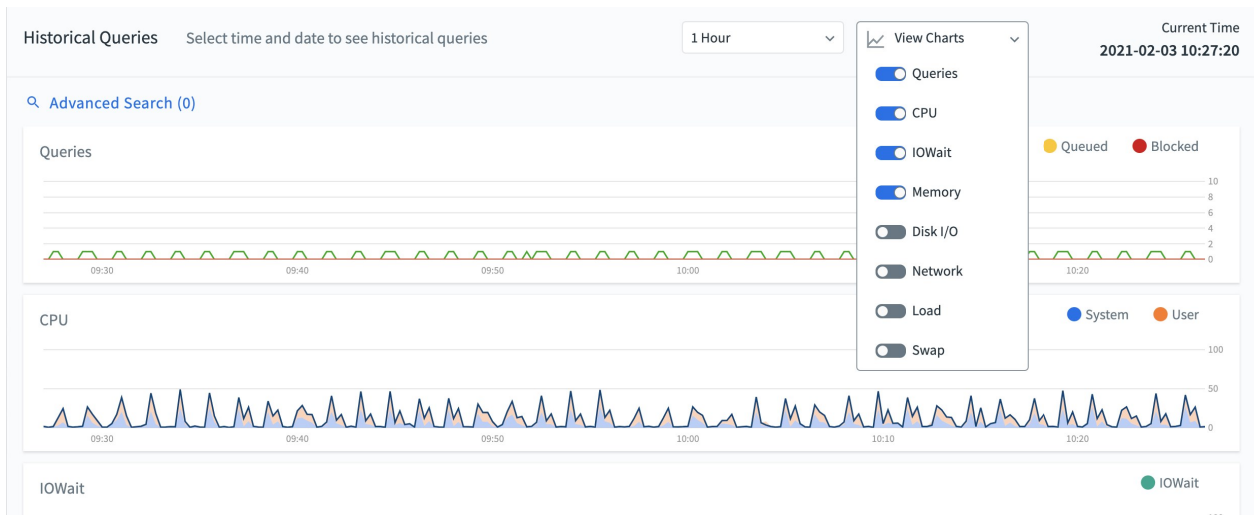 Historical Queries Select time and date to see historical queries
1 Hour
View Charts
Current Time
2021-02-03 10:27:20
Queries
CPU
IOWait
Memory
Disk I/O
Network
Load
Swap
Advanced Search (0)
Queries
Queued Blocked
10
8
6
4
2
0
09:30 09:40 09:50 10:00 10:20
CPU
System User
100
50
0
09:30 09:40 09:50 10:00 10:10 10:20
IOWait
IOWait